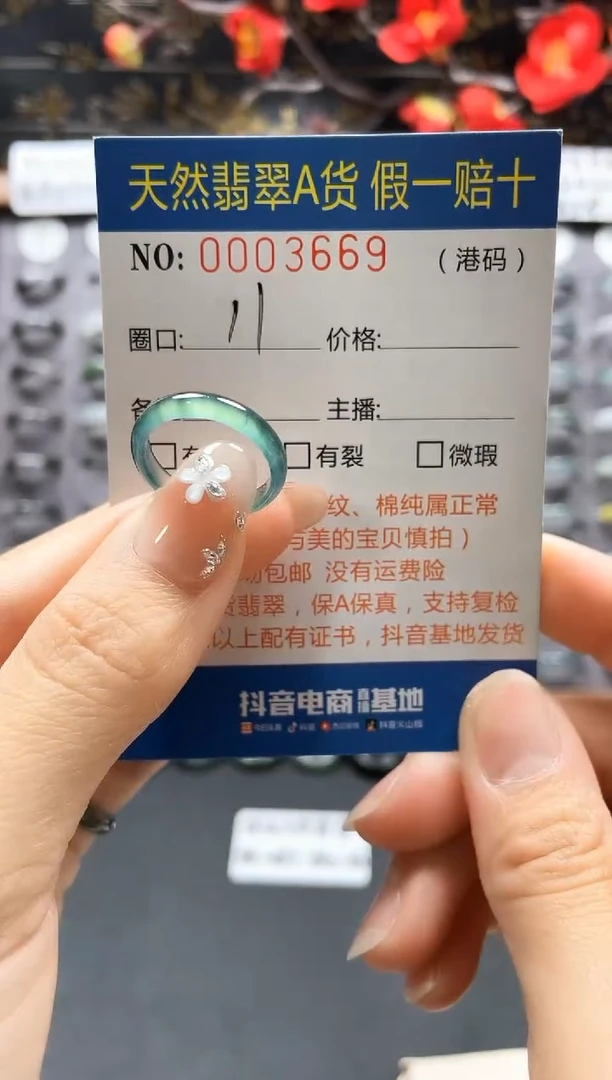 天然翡翠A货 假一赔十
NO: 0003669 （港码）
圈口: 11 价格:
主播:
有裂 微瑕
纹、棉纯属正常
美的宝贝慎拍）
包邮 没有运费险
翡翠，保A保真，支持复检
以上配有证书，抖音基地发货
抖音电商直播基地